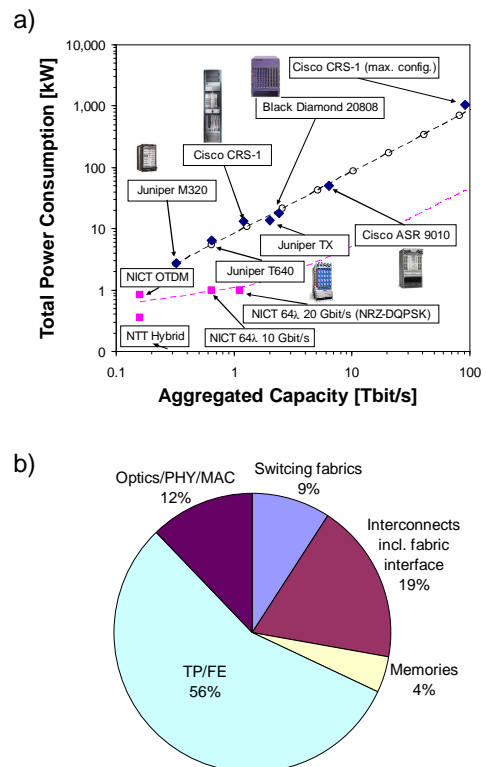 a)
Total Power Consumption [kW]
10,000
1,000
100
10
1
0
0.1
1
10
100
Aggregated Capacity [Tbit/s]
Cisco CRS-1 (max. config.)
Black Diamond 20808
Cisco CRS-1
Juniper M320
Cisco ASR 9010
Juniper TX
Juniper T640
NICT OTDM
NICT 64λ 20 Gbit/s (NRZ-DQPSK)
NTT Hybrid
NICT 64λ 10 Gbit/s
b)
Optics/PHY/MAC
12%
Switcing fabrics
9%
Interconnects
incl. fabric
interface
19%
Memories
4%
TP/FE
56%